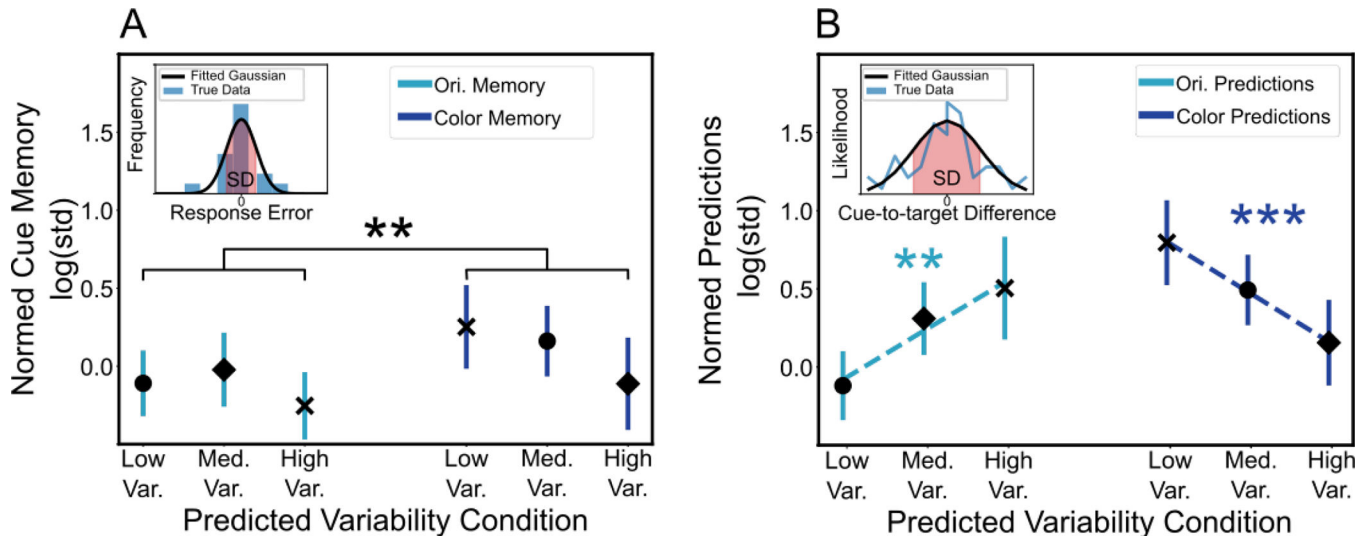 A
Normed Cue Memory
log(std)
1.5
1.0
0.5
0.0
Frequency
Fitted Gaussian
True Data
SD
0
Response Error
Ori. Memory
Color Memory
**
Low
Var.
Med.
Var.
High
Var.
Low
Var.
Med.
Var.
High
Var.
Predicted Variability Condition
B
Normed Predictions
log(std)
1.5
1.0
0.5
0.0
Likelihood
Fitted Gaussian
True Data
SD
0
Cue-to-target Difference
Ori. Predictions
Color Predictions
**
***
Low
Var.
Med.
Var.
High
Var.
Low
Var.
Med.
Var.
High
Var.
Predicted Variability Condition